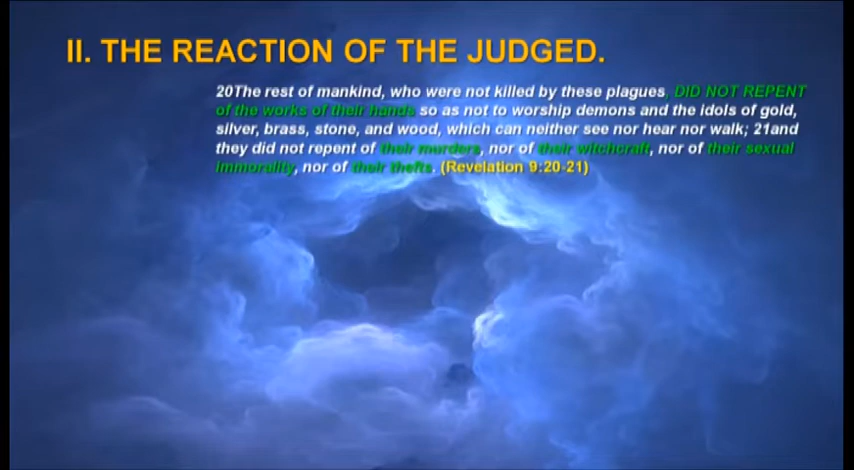 II. THE REACTION OF THE JUDGED.
20The rest of mankind, who were not killed by these plagues, DID NOT REPENT
of the works of their hands so as not to worship demons and the idols of gold,
silver, brass, stone, and wood, which can neither see nor hear nor walk; 21and
they did not repent of their murders, nor of their witchcraft, nor of their sexual
immorality, nor of their thefts. (Revelation 9:20-21)